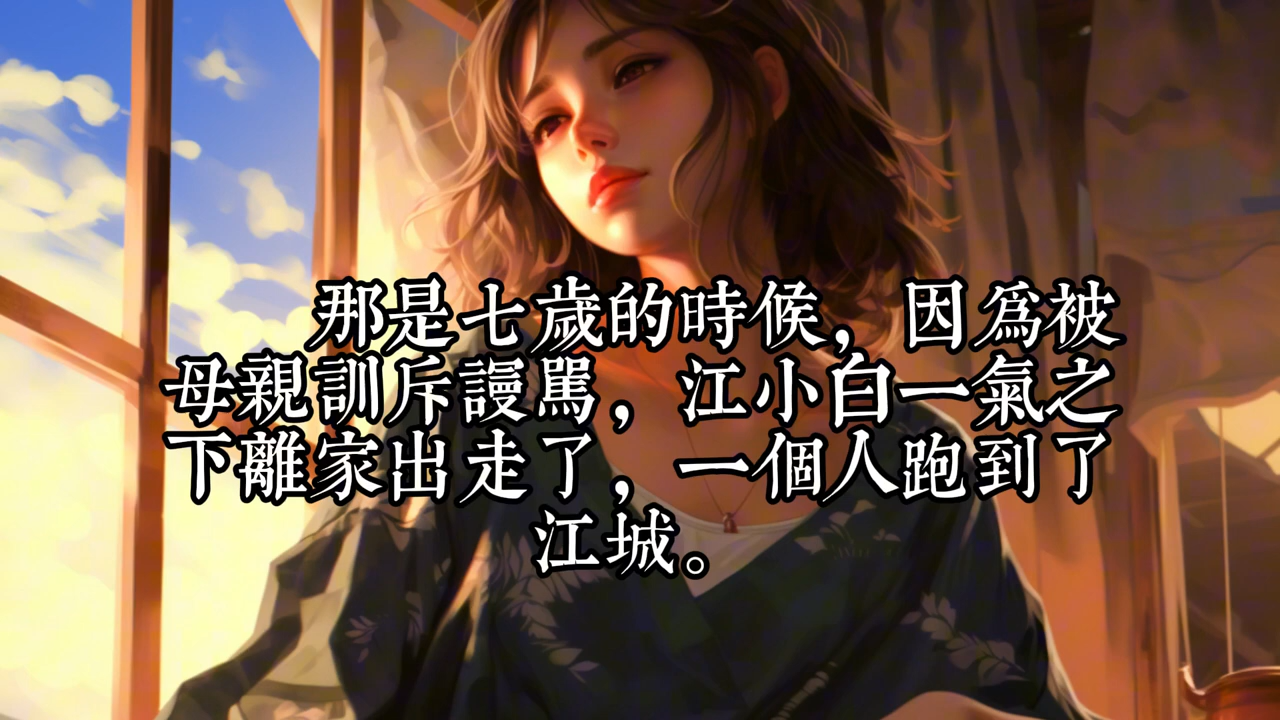 那是七歲的時候，因爲被
母親訓斥謾駡，江小白一氣之
下離家出走了，一個人跑到了
江城。